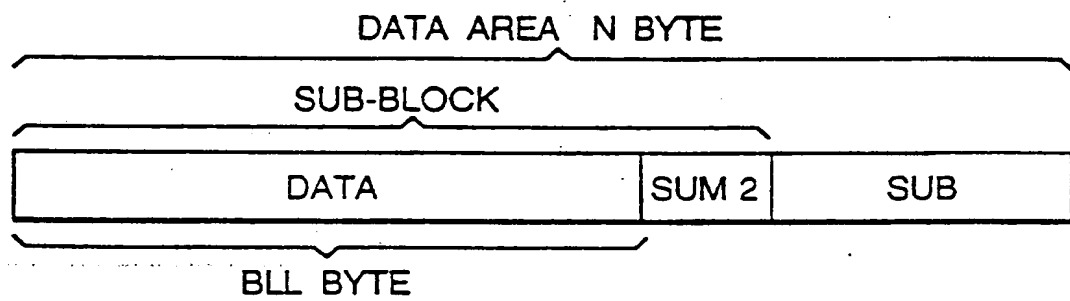 DATA AREA N BYTE
SUB-BLOCK
DATA SUM 2 SUB
BLL BYTE